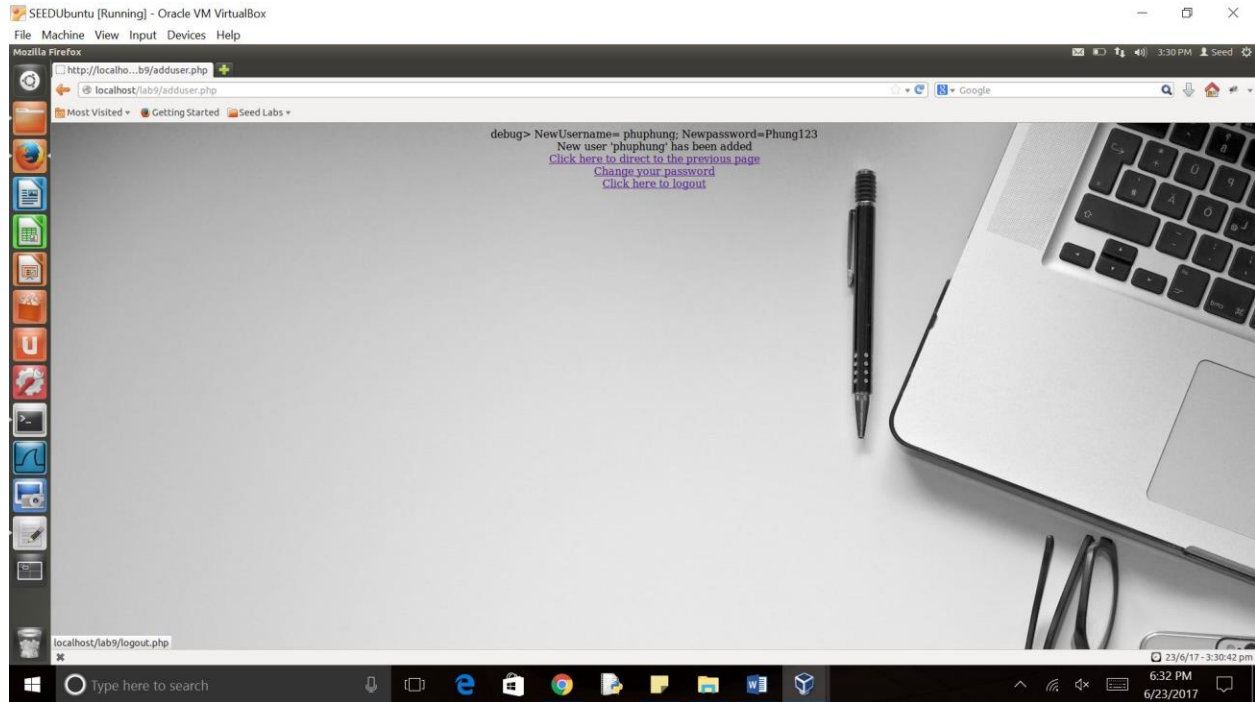 SEEDUbuntu [Running] - Oracle VM VirtualBox
File Machine View Input Devices Help
Mozilla Firefox
3:30 PM Seed
http://localho...b9/adduser.php
localhost/lab9/adduser.php
Google
Most Visited Getting Started Seed Labs
debug> NewUsername= phuphung; Newpassword=Phung123
New user 'phuphung' has been added
Click here to direct to the previous page
Change your password
Click here to logout
localhost/lab9/logout.php
23/6/17 - 3:30:42 pm
Type here to search
6:32 PM
6/23/2017